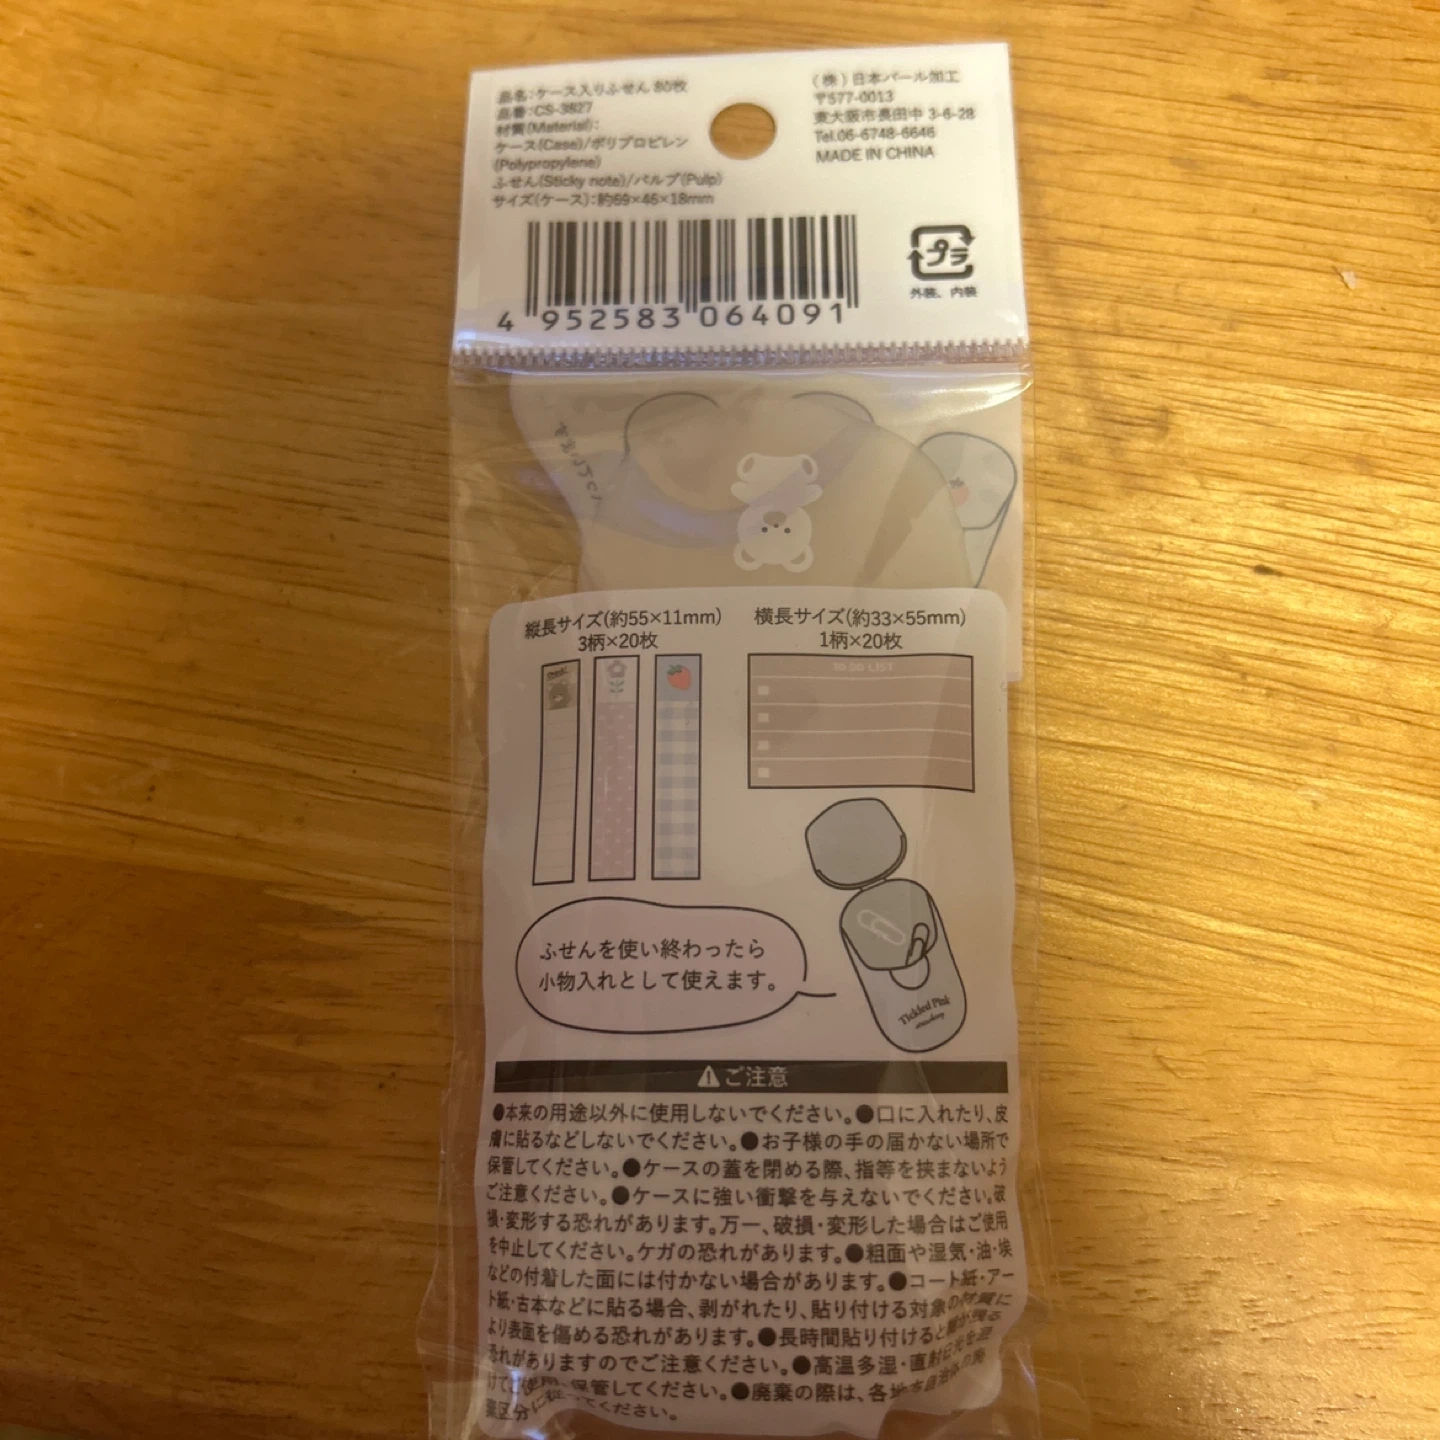 品名:ケース入りふせん 80枚
品番:CS-3827
材質(Material):
ケース(Case)/ポリプロピレン
(Polypropylene)
ふせん(Sticky note)/パルプ(Pulp)
サイズ(ケース):約69×46×18mm
(株)日本パール加工
〒577-0013
東大阪市長田中 3-6-28
Tel.06-6748-6646
MADE IN CHINA
プラ
外装、内装
4 952583 064091
縦長サイズ(約55×11mm)
3柄×20枚
横長サイズ(約33×55mm)
1柄×20枚
TO DO LIST
ふせんを使い終わったら
小物入れとして使えます。
Tickled Pink
ご注意
●本来の用途以外に使用しないでください。●口に入れたり、皮
膚に貼るなどしないでください。●お子様の手の届かない場所で
保管してください。●ケースの蓋を閉める際、指等を挟まないよう
ご注意ください。●ケースに強い衝撃を与えないでください。破
損・変形する恐れがあります。万一、破損・変形した場合はご使用
を中止してください。ケガの恐れがあります。●粗面や湿気・油・埃
などの付着した面には付かない場合があります。●コート紙・アー
ト紙・古本などに貼る場合、剥がれたり、貼り付ける対象の材質に
より表面を傷める恐れがあります。●長時間貼り付けると糊が残る
恐れがありますのでご注意ください。●高温多湿・直射日光を避
けてご使用・保管してください。●廃棄の際は、各地方自治体の廃
棄区分に従ってください。